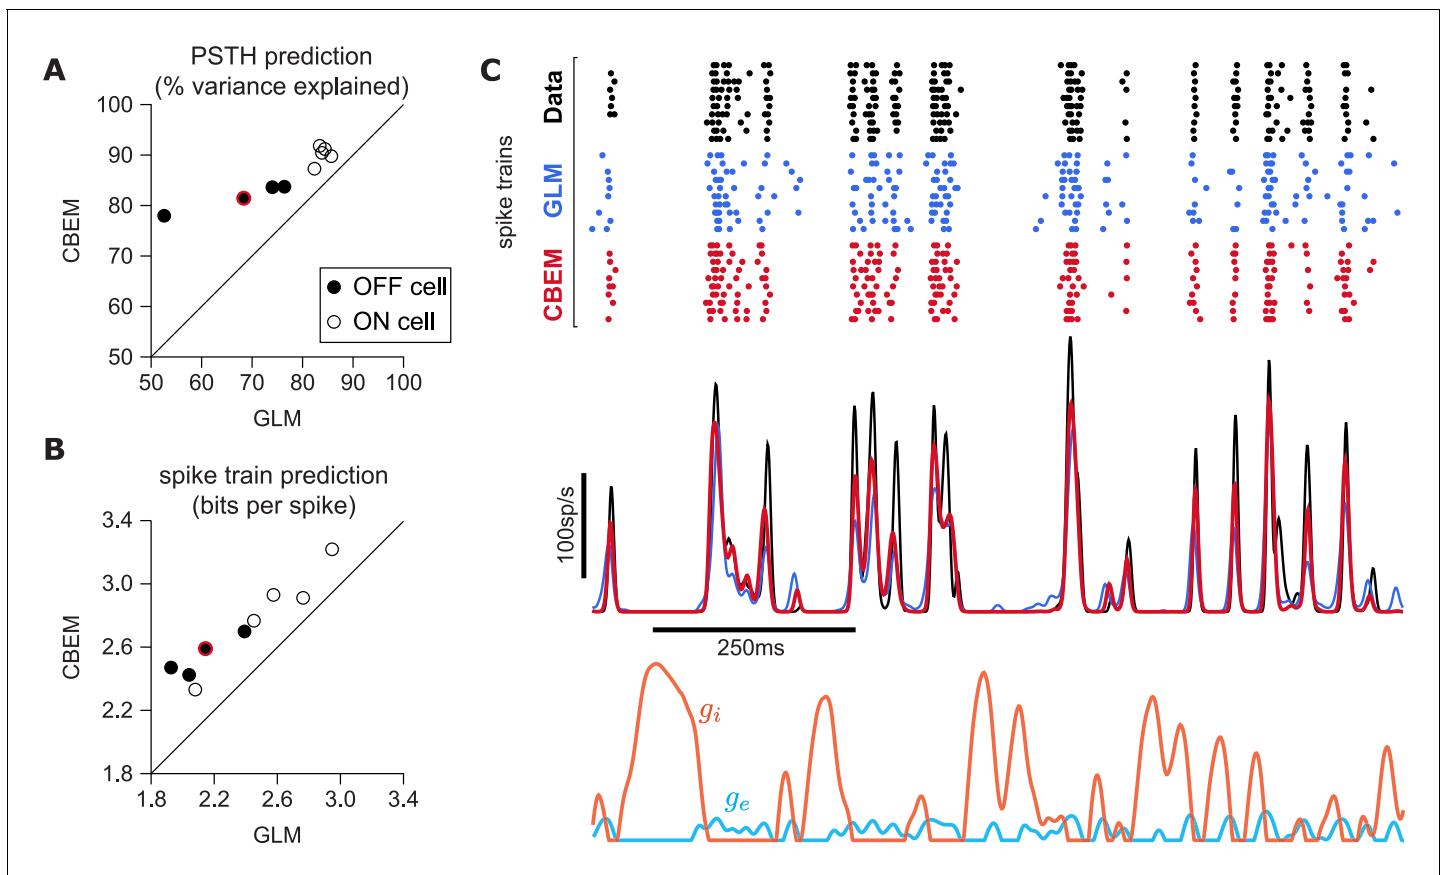 A
PSTH prediction
(% variance explained)
100
90
80
70
60
50
CBEM
50 60 70 80 90 100
GLM
OFF cell
ON cell
B
spike train prediction
(bits per spike)
3.4
3.0
2.6
2.2
1.8
CBEM
1.8 2.2 2.6 3.0 3.4
GLM
C
spike trains
Data
GLM
CBEM
100sp/s
250ms
gi
ge